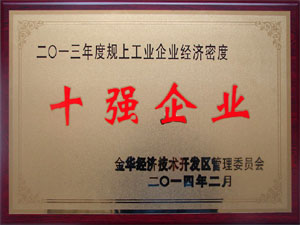 二〇一三年度规上工业企业经济密度
十强企业
金华经济技术开发区管理委员会
二〇一四年二月